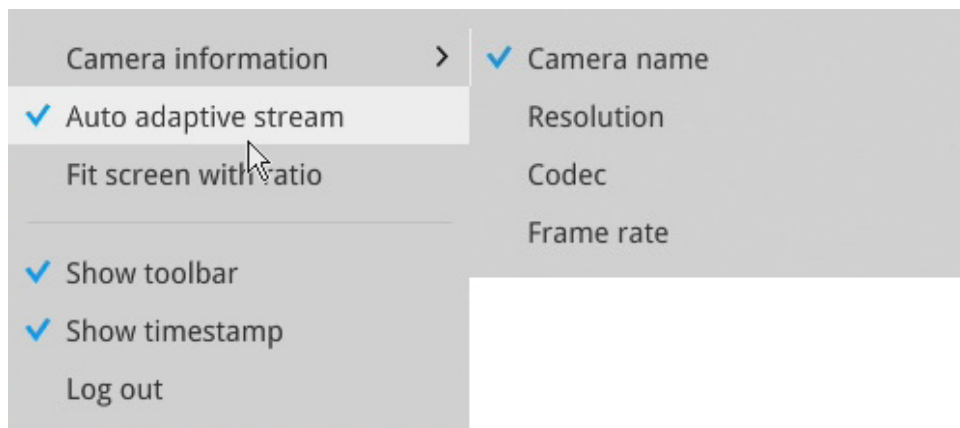 Camera information
Auto adaptive stream
Fit screen with ratio
Show toolbar
Show timestamp
Log out
Camera name
Resolution
Codec
Frame rate